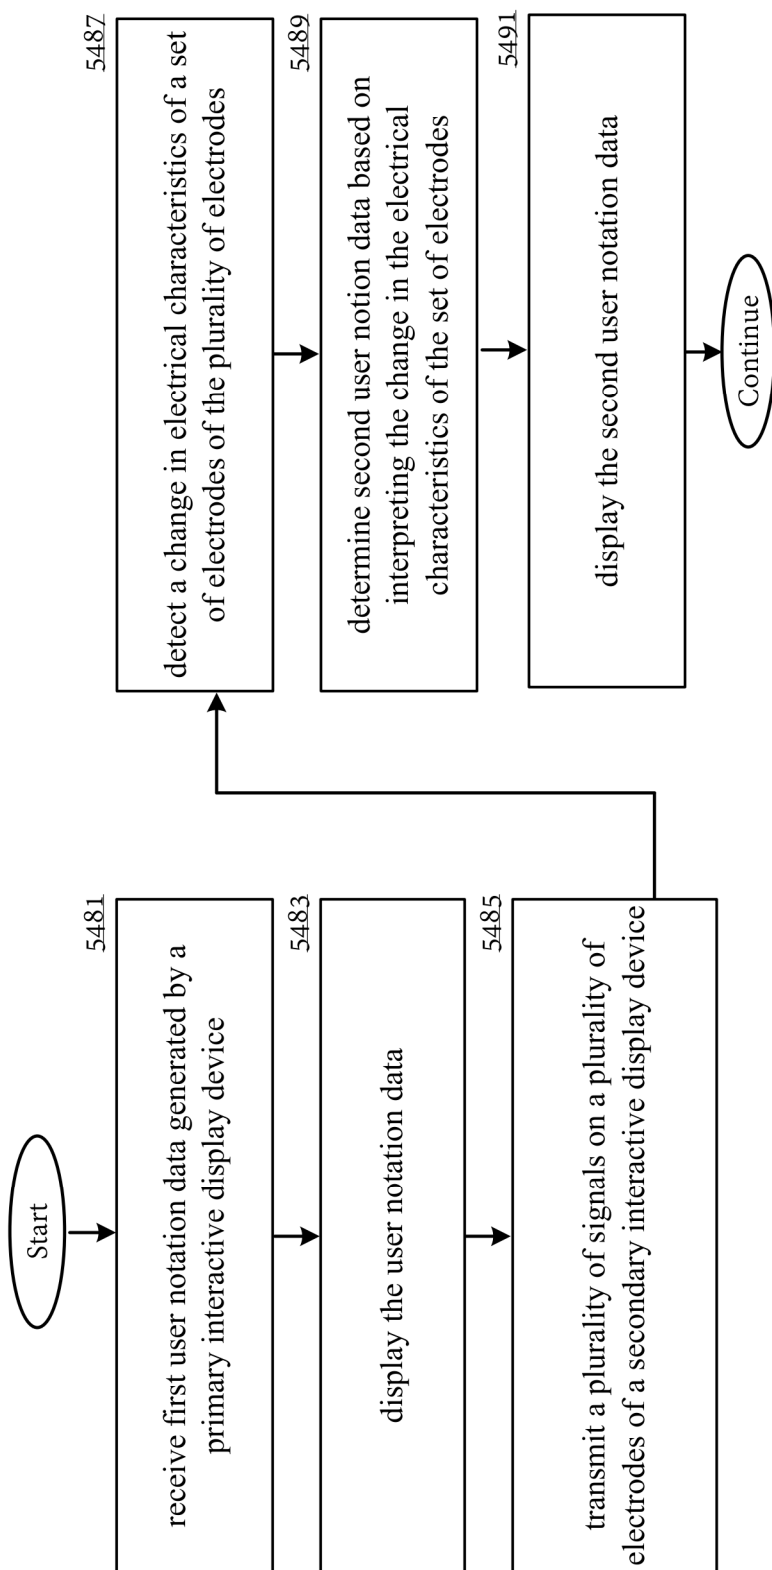 Start
5481
receive first user notation data generated by a
primary interactive display device
5483
display the user notation data
5485
transmit a plurality of signals on a plurality of
electrodes of a secondary interactive display device
5487
detect a change in electrical characteristics of a set
of electrodes of the plurality of electrodes
5489
determine second user notion data based on
interpreting the change in the electrical
characteristics of the set of electrodes
5491
display the second user notation data
Continue